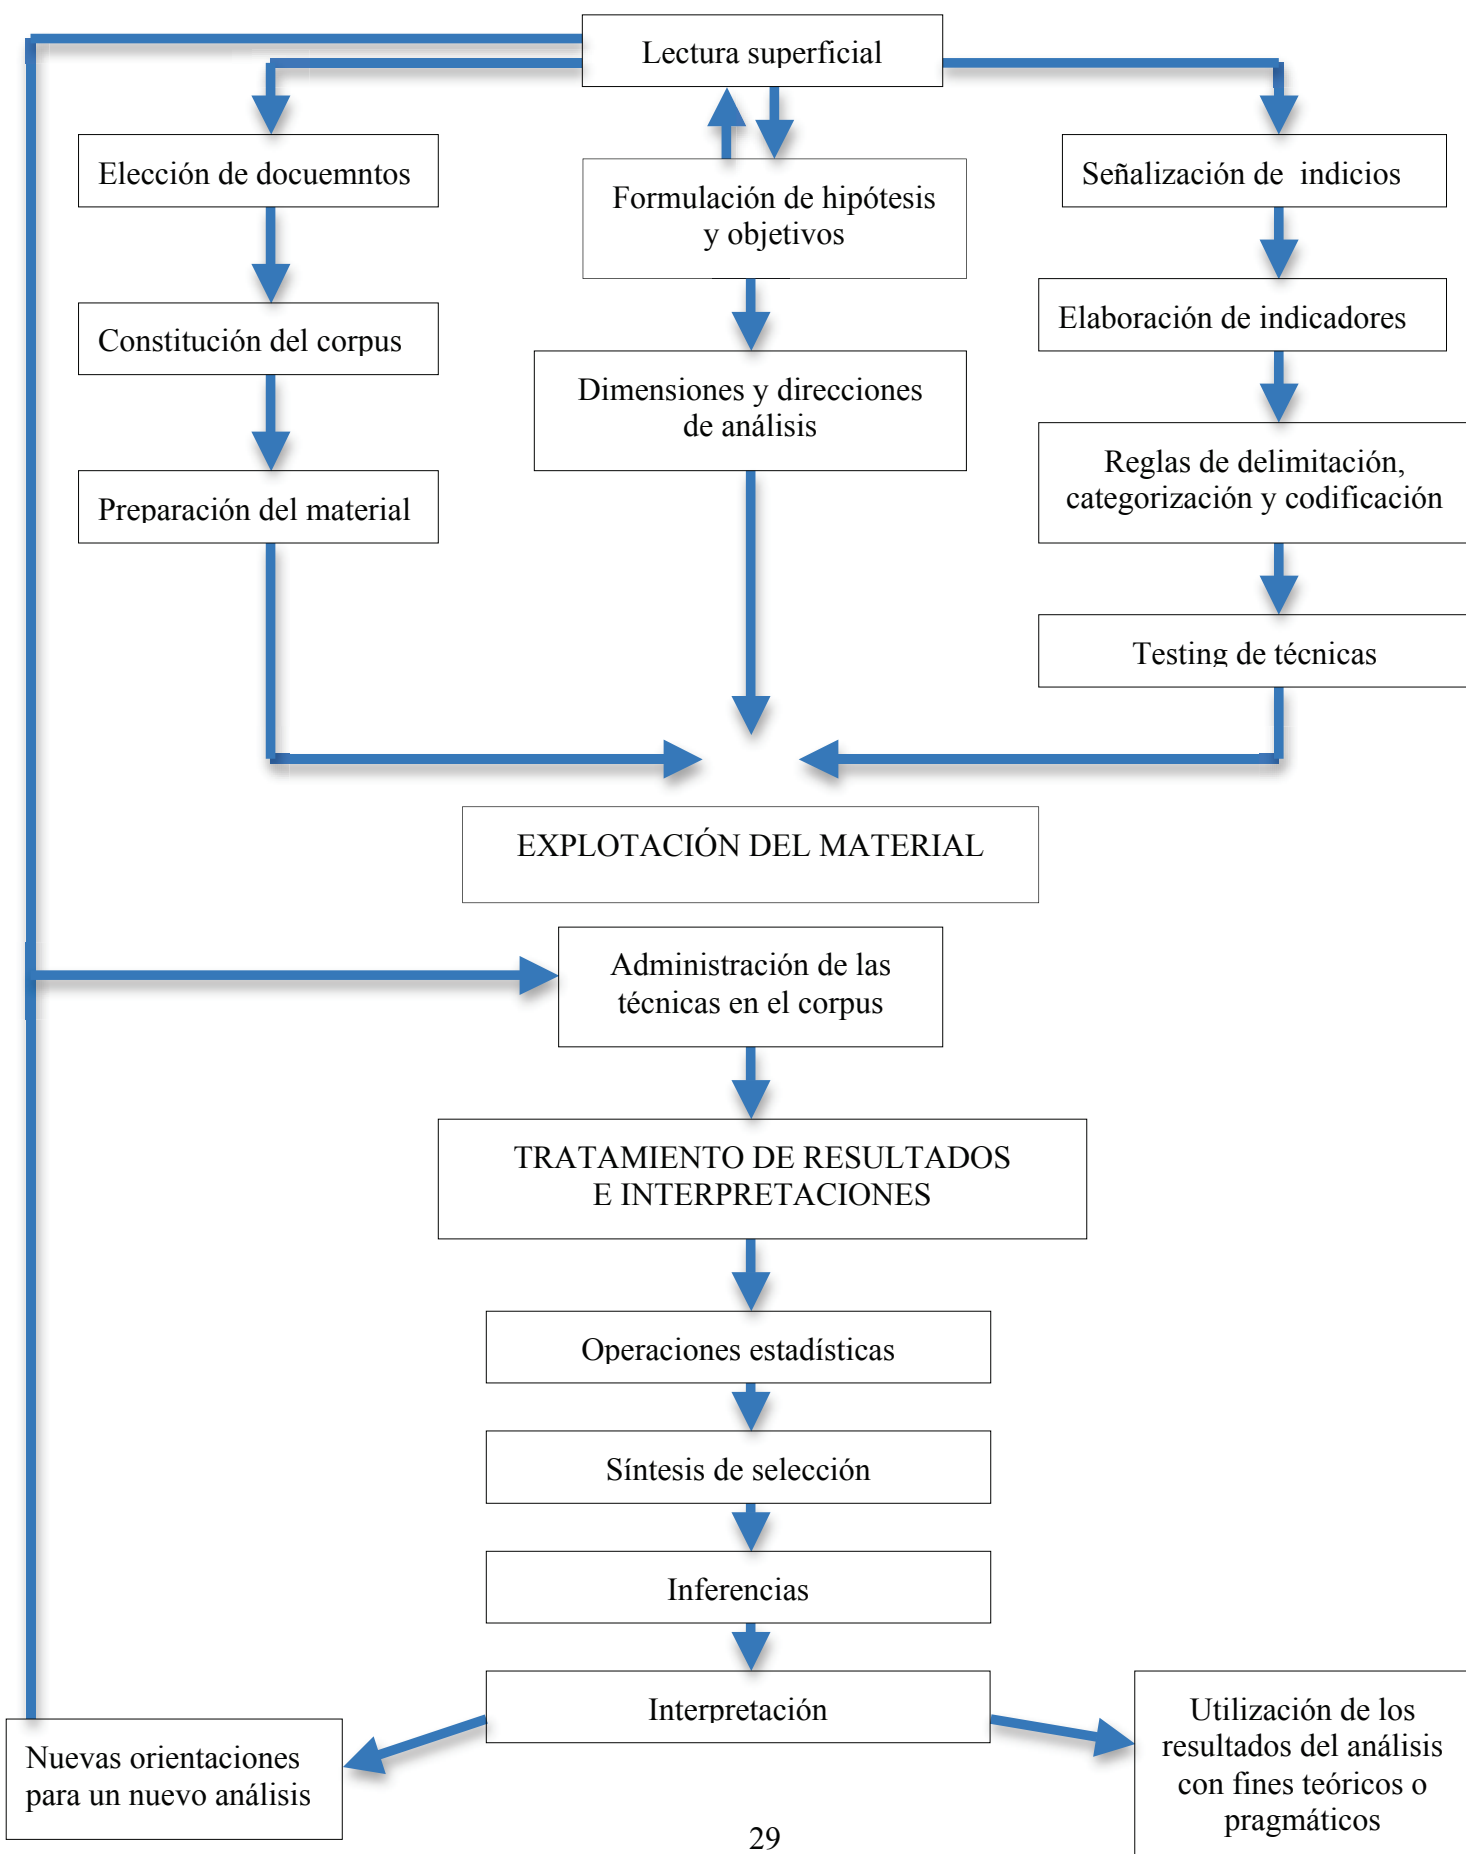 Lectura superficial
Elección de docuemntos
Formulación de hipótesis
y objetivos
Señalización de indicios
Constitución del corpus
Dimensiones y direcciones
de análisis
Elaboración de indicadores
Preparación del material
Reglas de delimitación,
categorización y codificación
Testing de técnicas
EXPLOTACIÓN DEL MATERIAL
Administración de las
técnicas en el corpus
TRATAMIENTO DE RESULTADOS
E INTERPRETACIONES
Operaciones estadísticas
Síntesis de selección
Inferencias
Interpretación
Nuevas orientaciones
para un nuevo análisis
Utilización de los
resultados del análisis
con fines teóricos o
pragmáticos
29